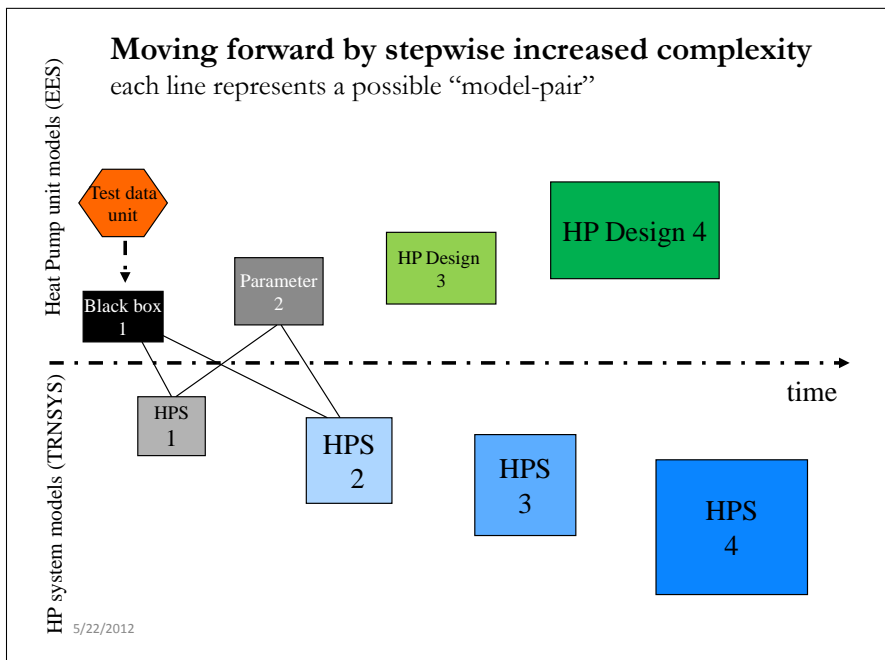 Moving forward by stepwise increased complexity
each line represents a possible “model-pair”
Heat Pump unit models (EES)
Test data
unit
Black box
1
Parameter
2
HP Design
3
HP Design 4
time
HP system models (TRNSYS)
HPS
1
HPS
2
HPS
3
HPS
4
5/22/2012